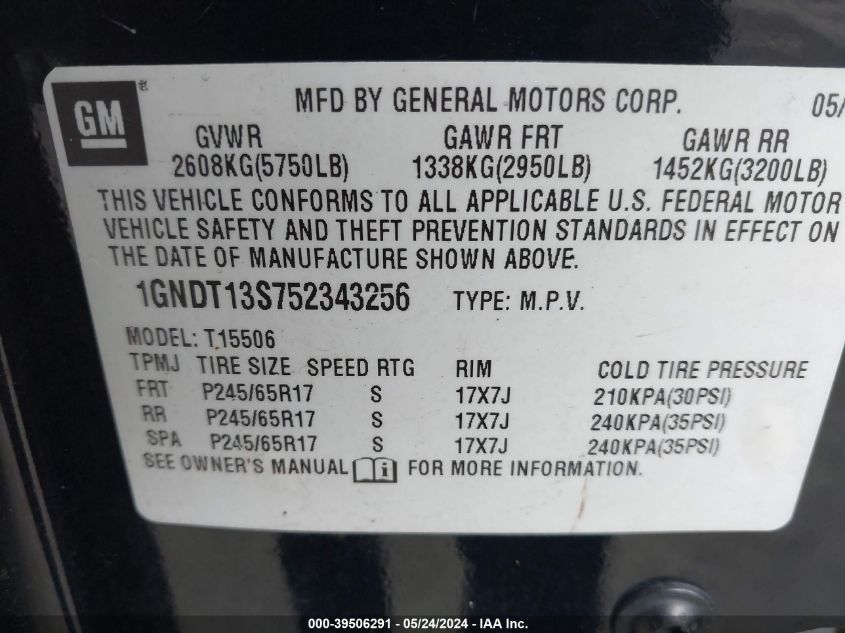 GM ®
MFD BY GENERAL MOTORS CORP. 05/
GVWR GAWR FRT GAWR RR
2608KG(5750LB) 1338KG(2950LB) 1452KG(3200LB)
THIS VEHICLE CONFORMS TO ALL APPLICABLE U.S. FEDERAL MOTOR
VEHICLE SAFETY AND THEFT PREVENTION STANDARDS IN EFFECT ON
THE DATE OF MANUFACTURE SHOWN ABOVE.
1GNDT13S752343256 TYPE: M.P.V.
MODEL: T15506
TPMJ TIRE SIZE SPEED RTG RIM COLD TIRE PRESSURE
FRT P245/65R17 S 17X7J 210KPA(30PSI)
RR P245/65R17 S 17X7J 240KPA(35PSI)
SPA P245/65R17 S 17X7J 240KPA(35PSI)
SEE OWNER'S MANUAL i FOR MORE INFORMATION.
000-39506291 - 05/24/2024 - IAA Inc.